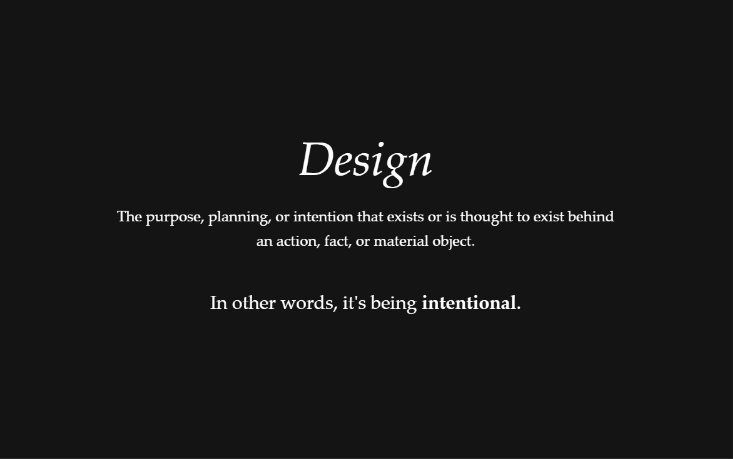 Design
The purpose, planning, or intention that exists or is thought to exist behind
an action, fact, or material object.
In other words, it's being intentional.